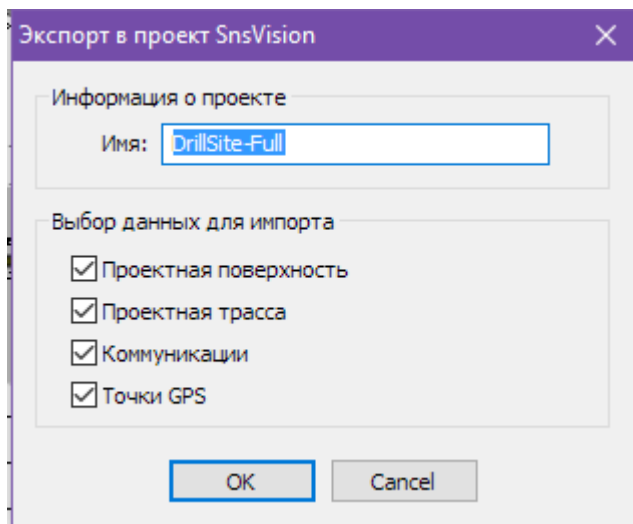 Экспорт в проект SnsVision
Информация о проекте
Имя: DrillSite-Full
Выбор данных для импорта
Проектная поверхность
Проектная трасса
Коммуникации
Точки GPS
OK Cancel